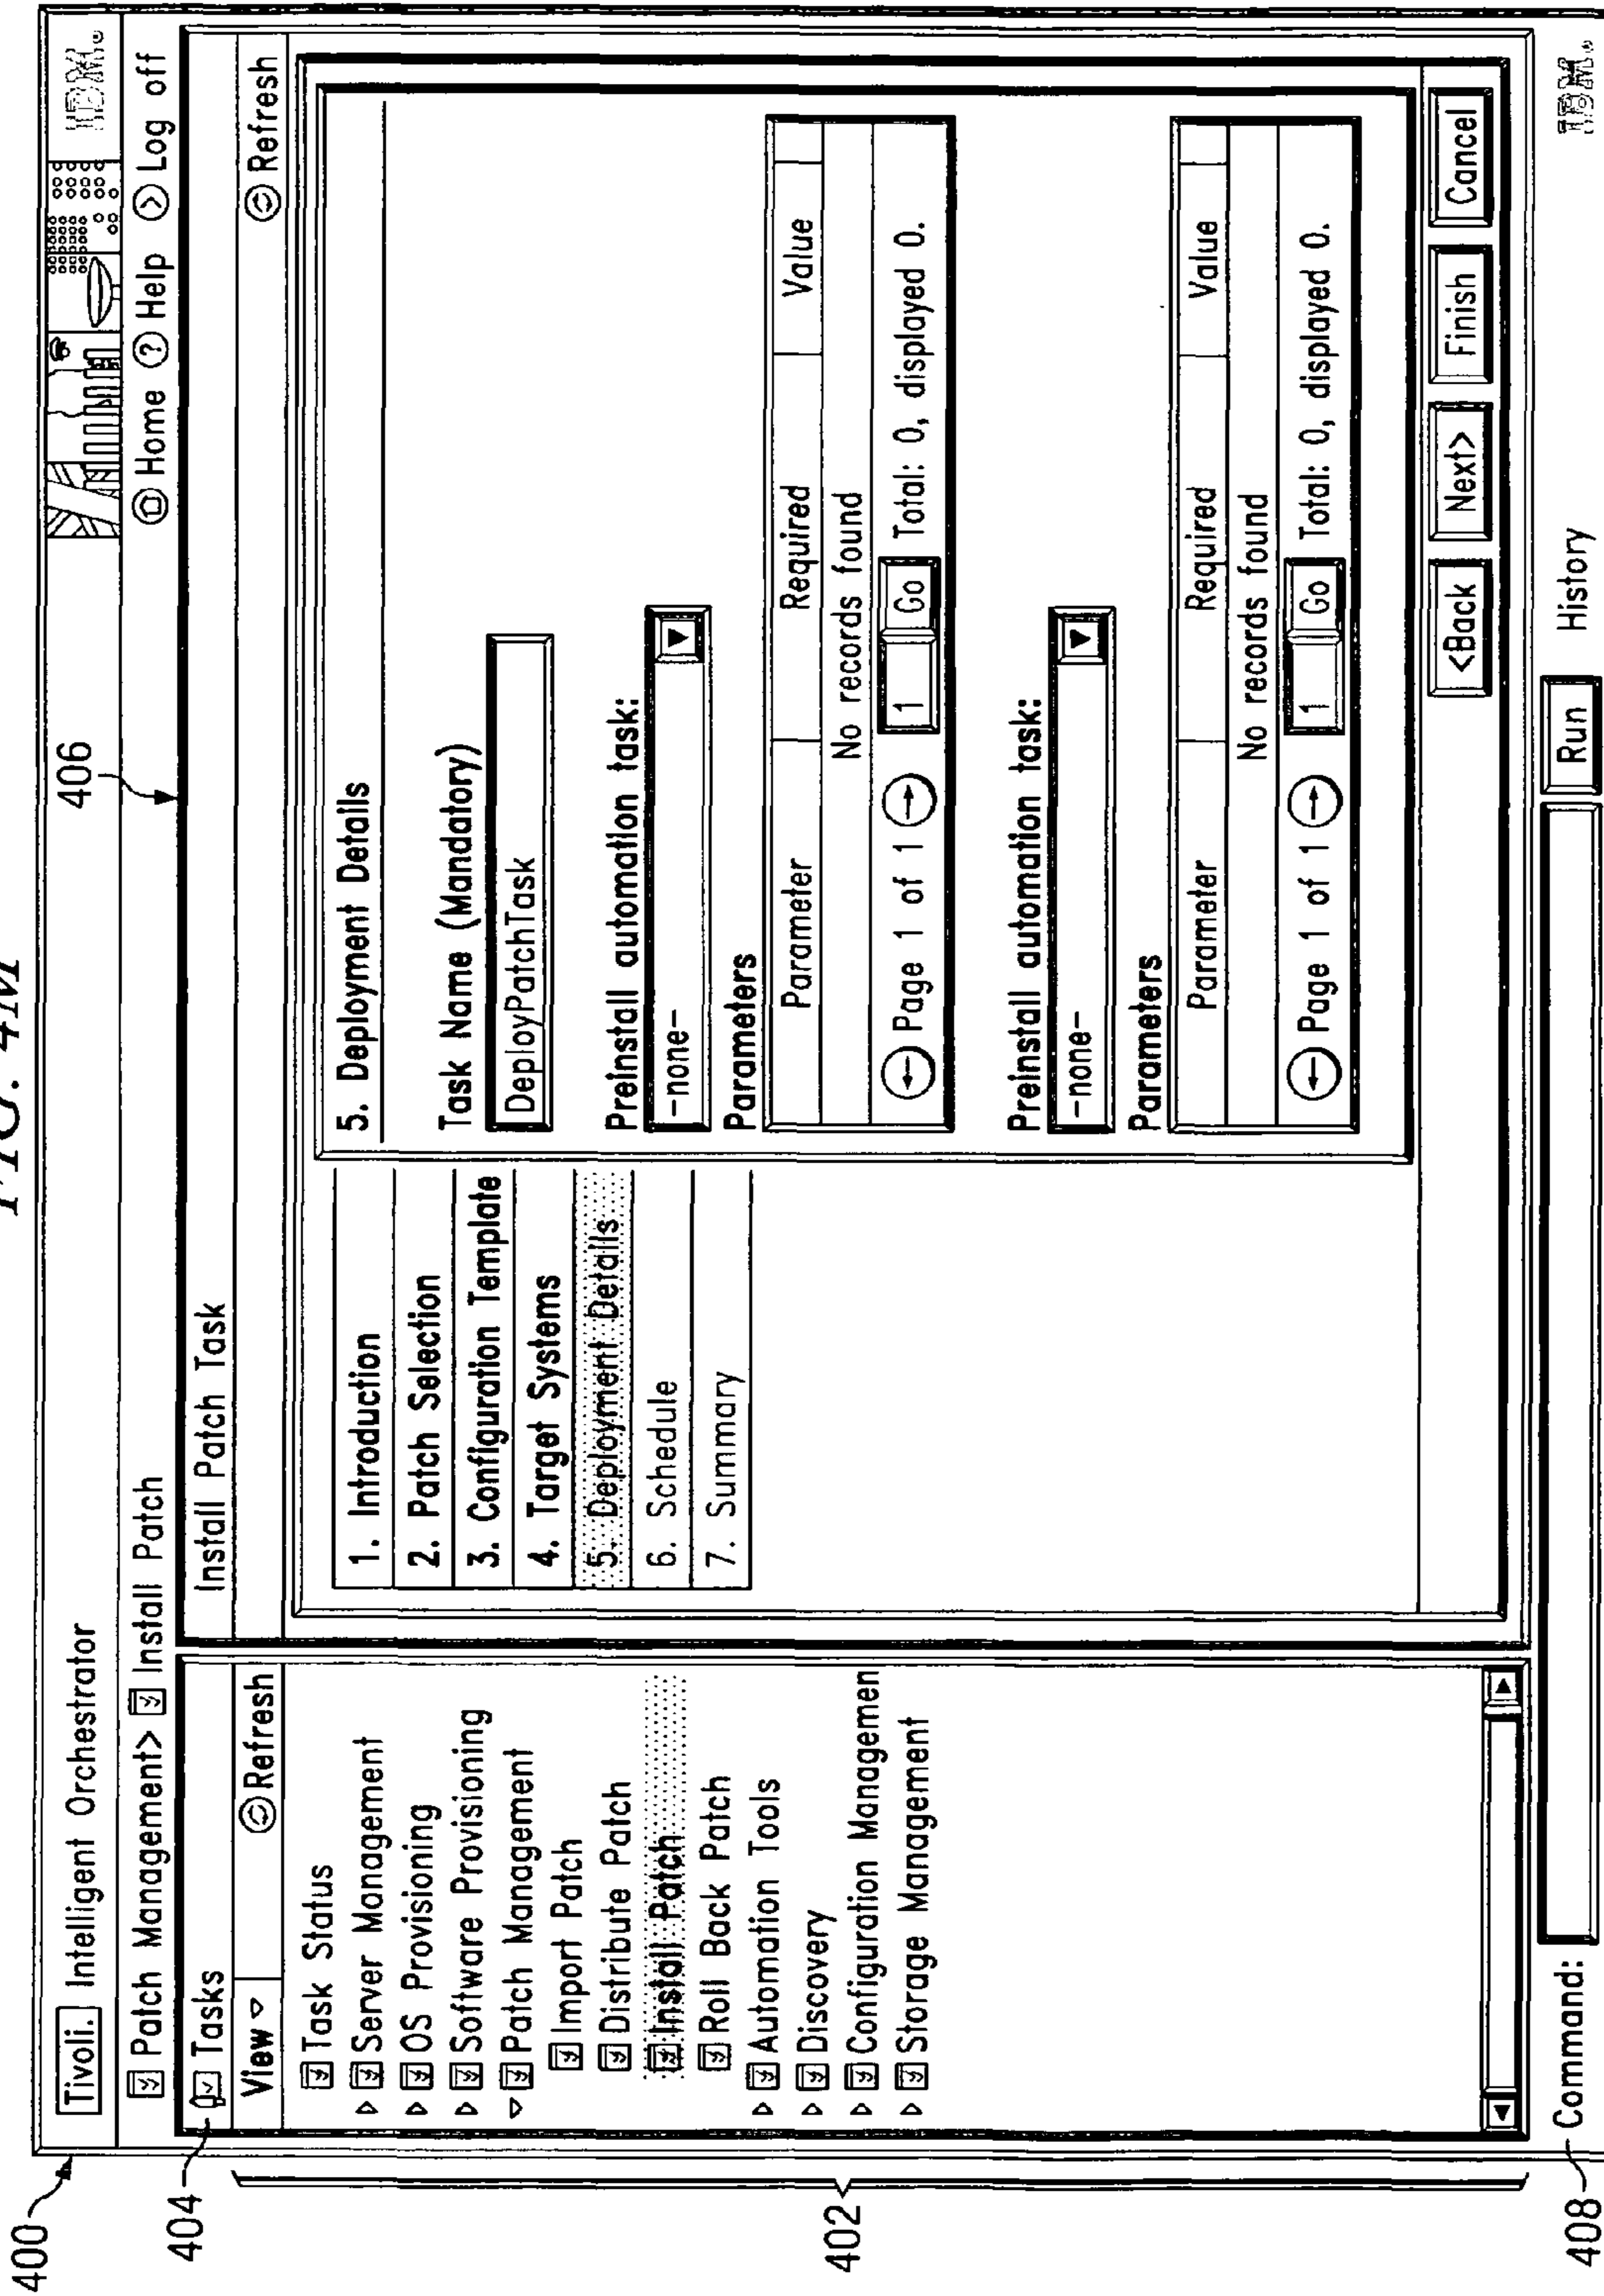 FIG. 4M
400
Tivoli. Intelligent Orchestrator
IBM.
406
Patch Management> Install Patch
Home ? Help > Log off
404
Tasks
Install Patch Task
View
Refresh
Refresh
402
Task Status
Server Management
OS Provisioning
Software Provisioning
Patch Management
Import Patch
Distribute Patch
Install Patch
Roll Back Patch
Automation Tools
Discovery
Configuration Managemen
Storage Management
1. Introduction
2. Patch Selection
3. Configuration Template
4. Target Systems
5. Deployment Details
6. Schedule
7. Summary
5. Deployment Details
Task Name (Mandatory)
DeployPatchTask
Preinstall automation task:
-none-
Parameters
Parameter Required Value
No records found
Page 1 of 1 1 Go Total: 0, displayed 0.
Preinstall automation task:
-none-
Parameters
Parameter Required Value
No records found
Page 1 of 1 1 Go Total: 0, displayed 0.
<Back Next> Finish Cancel
408
Command: Run History
IBM.